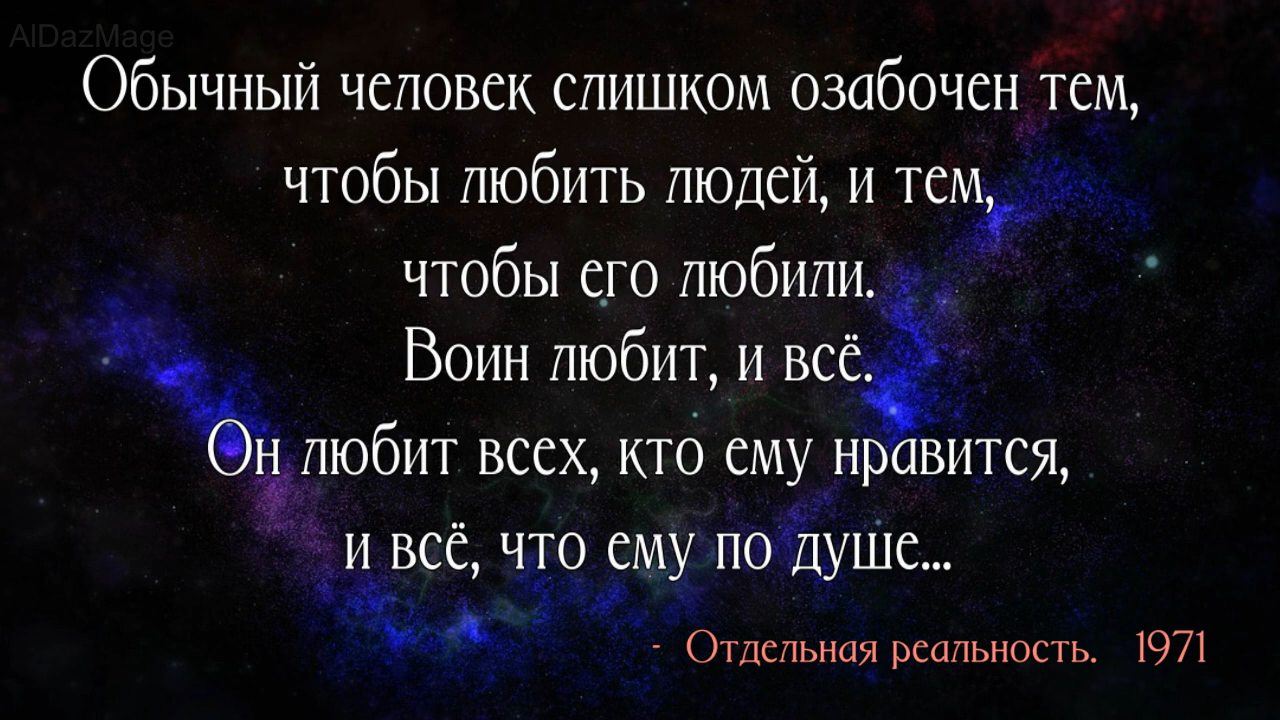 AlDazMage
Обычный человек слишком озабочен тем,
чтобы любить людей, и тем,
чтобы его любили.
Воин любит, и всё.
Он любит всех, кто ему нравится,
и всё, что ему по душе...
- Отдельная реальность. 1971